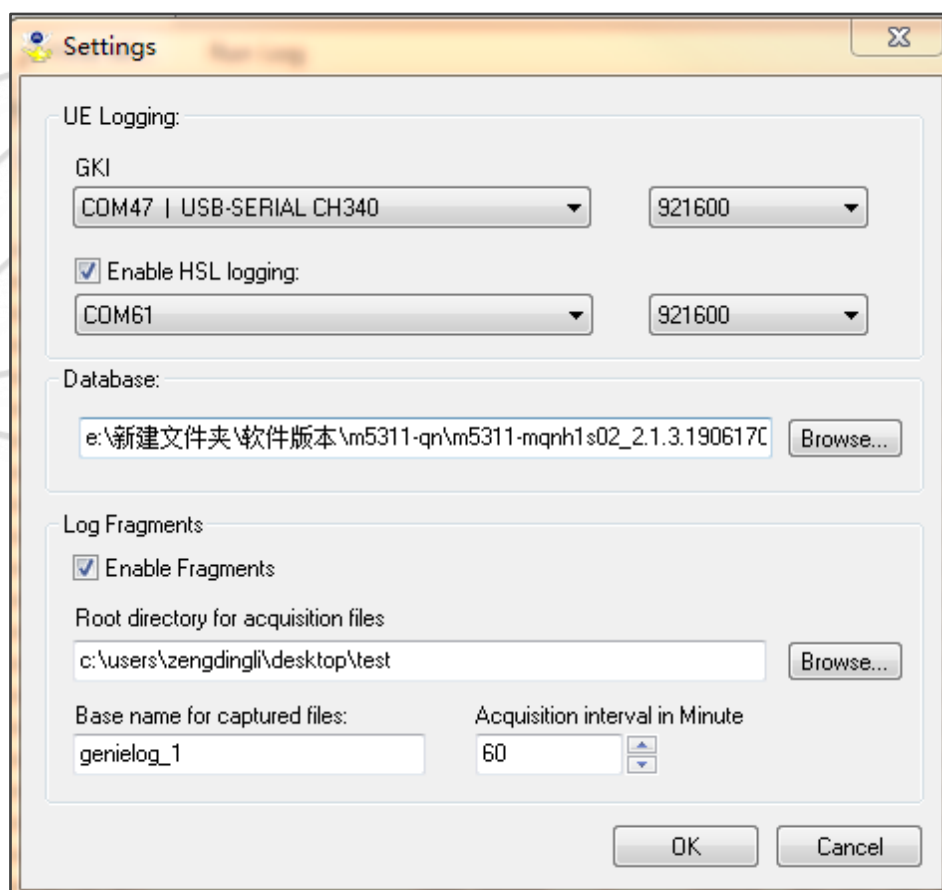 Settings
UE Logging:
GKI
COM47 | USB-SERIAL CH340 921600
Enable HSL logging:
COM61 921600
Database:
e:\新建文件夹\软件版本\m5311-qn\m5311-mqnh1s02_2.1.3.1906170 Browse...
Log Fragments
Enable Fragments
Root directory for acquisition files
c:\users\zengdingli\desktop\test Browse...
Base name for captured files: Acquisition interval in Minute
genielog_1 60
OK Cancel